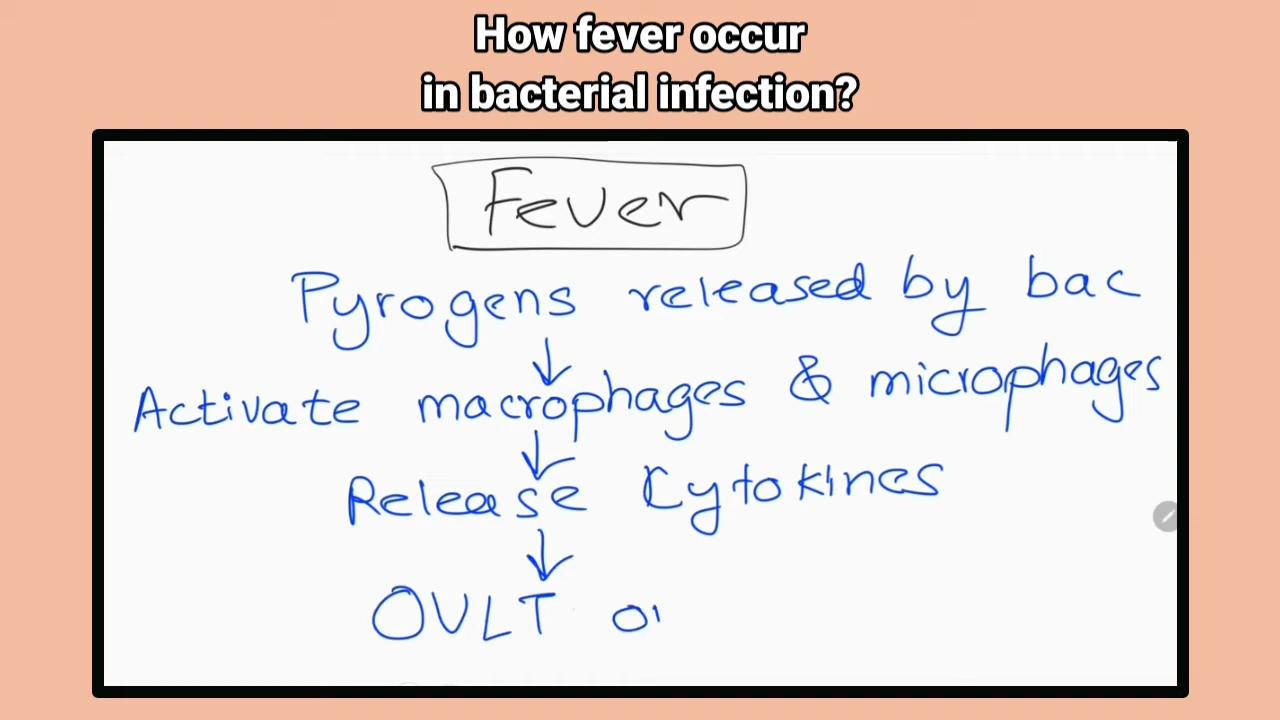 How fever occur
in bacterial infection?
Fever
Pyrogens released by bac
↓
Activate macrophages & microphages
↓
Release Cytokines
↓
OVLT